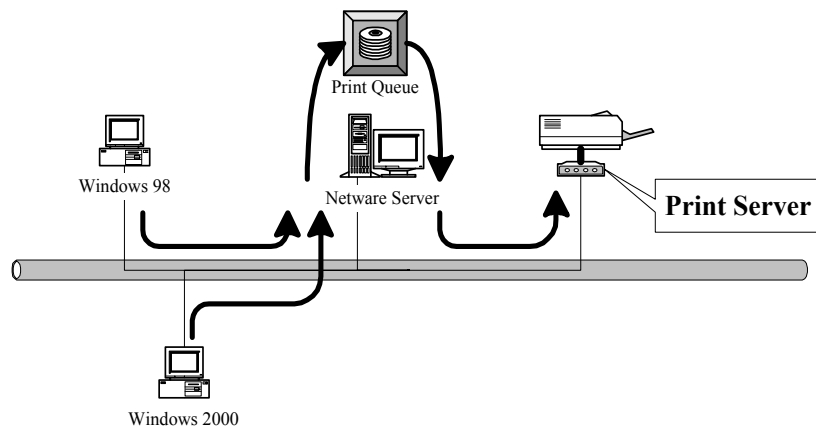 Print Queue
Windows 98
Netware Server
Print Server
Windows 2000